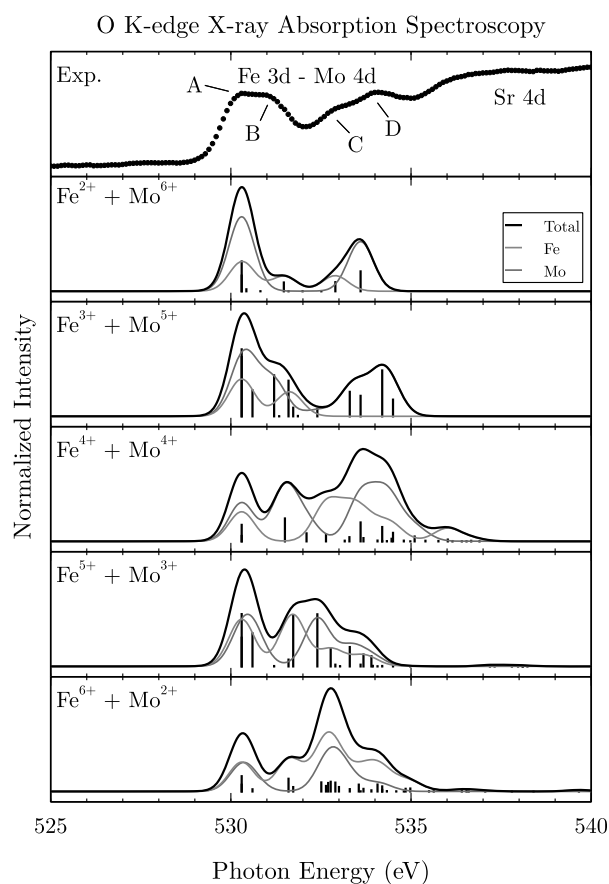 O K-edge X-ray Absorption Spectroscopy
Exp.
A
Fe 3d - Mo 4d
B
C
D
Sr 4d
Fe²⁺ + Mo⁶⁺
Total
Fe
Mo
Fe³⁺ + Mo⁵⁺
Fe⁴⁺ + Mo⁴⁺
Fe⁵⁺ + Mo³⁺
Fe⁶⁺ + Mo²⁺
Normalized Intensity
525 530 535 540
Photon Energy (eV)